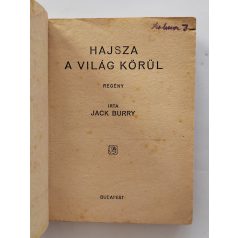 HAJSZA
A VILÁG KÖRÜL
REGÉNY
IRTA
JACK BURRY
BUDAPEST